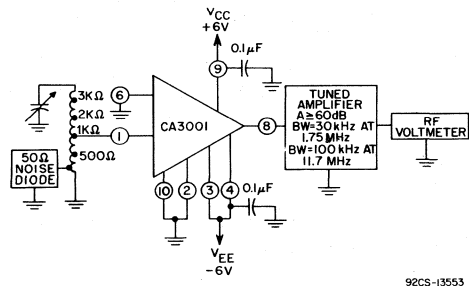 VCC
+6V
0.1µF
9
3KΩ
2KΩ
1KΩ
500Ω
6
1
CA3001
8
TUNED
AMPLIFIER
A≥60dB
BW=30kHz AT
1.75MHz
BW=100kHz AT
11.7 MHz
RF
VOLTMETER
50Ω
NOISE
DIODE
10
2
3
4
0.1µF
VEE
-6V
92CS-13553